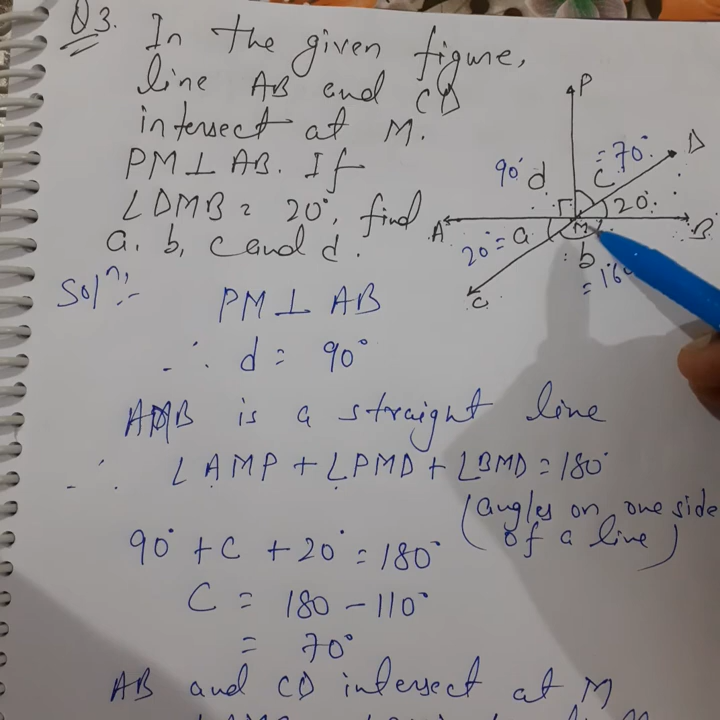 Q3. In the given figure,
line AB and CD
intersect at M.
PM ⊥ AB. If
∠DMB = 20°, find
a, b, c and d.
P
D
= 70°
90° d
c
20°
A
B
M
20° = a
b
= 16
C
Solⁿ:-
PM ⊥ AB
∴ d = 90°
AMB is a straight line
∴ ∠AMP + ∠PMD + ∠BMD = 180°
(angles on one side
of a line)
90° + C + 20° = 180°
C = 180 - 110°
= 70°
AB and CD intersect at M